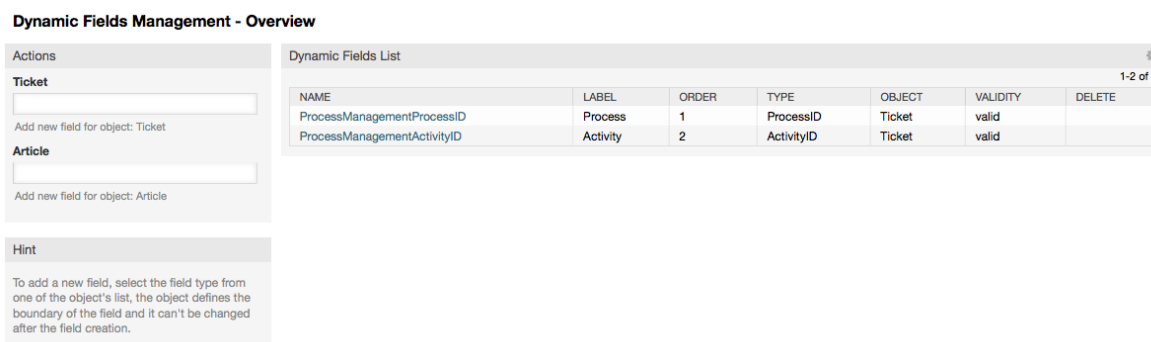 Dynamic Fields Management - Overview
Actions
Ticket
Add new field for object: Ticket
Article
Add new field for object: Article
Hint
To add a new field, select the field type from
one of the object's list, the object defines the
boundary of the field and it can't be changed
after the field creation.
Dynamic Fields List
1-2 of
NAME LABEL ORDER TYPE OBJECT VALIDITY DELETE
ProcessManagementProcessID Process 1 ProcessID Ticket valid
ProcessManagementActivityID Activity 2 ActivityID Ticket valid